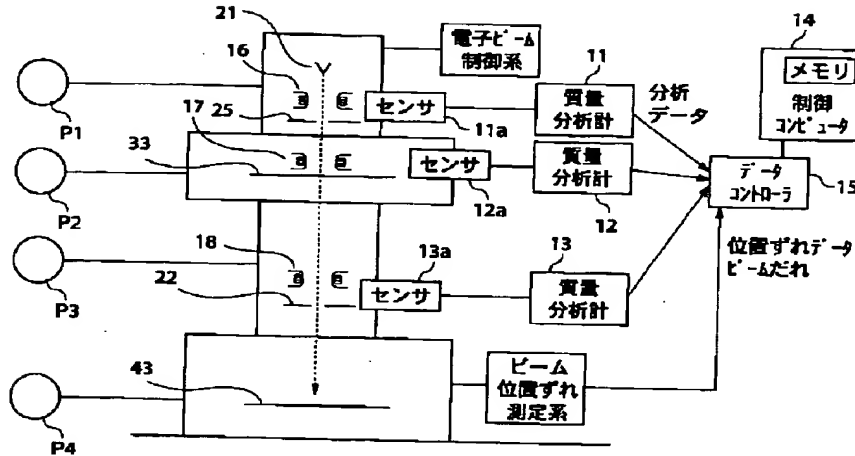 21
16
25
17
33
18
22
43
P1
P2
P3
P4
電子ビーム
制御系
センサ
11a
11
質量
分析計
分析
データ
14
メモリ
制御
コンピュータ
センサ
12a
質量
分析計
12
データ
コントローラ
15
位置ずれデータ
ビームだれ
13a
センサ
13
質量
分析計
ビーム
位置ずれ
測定系